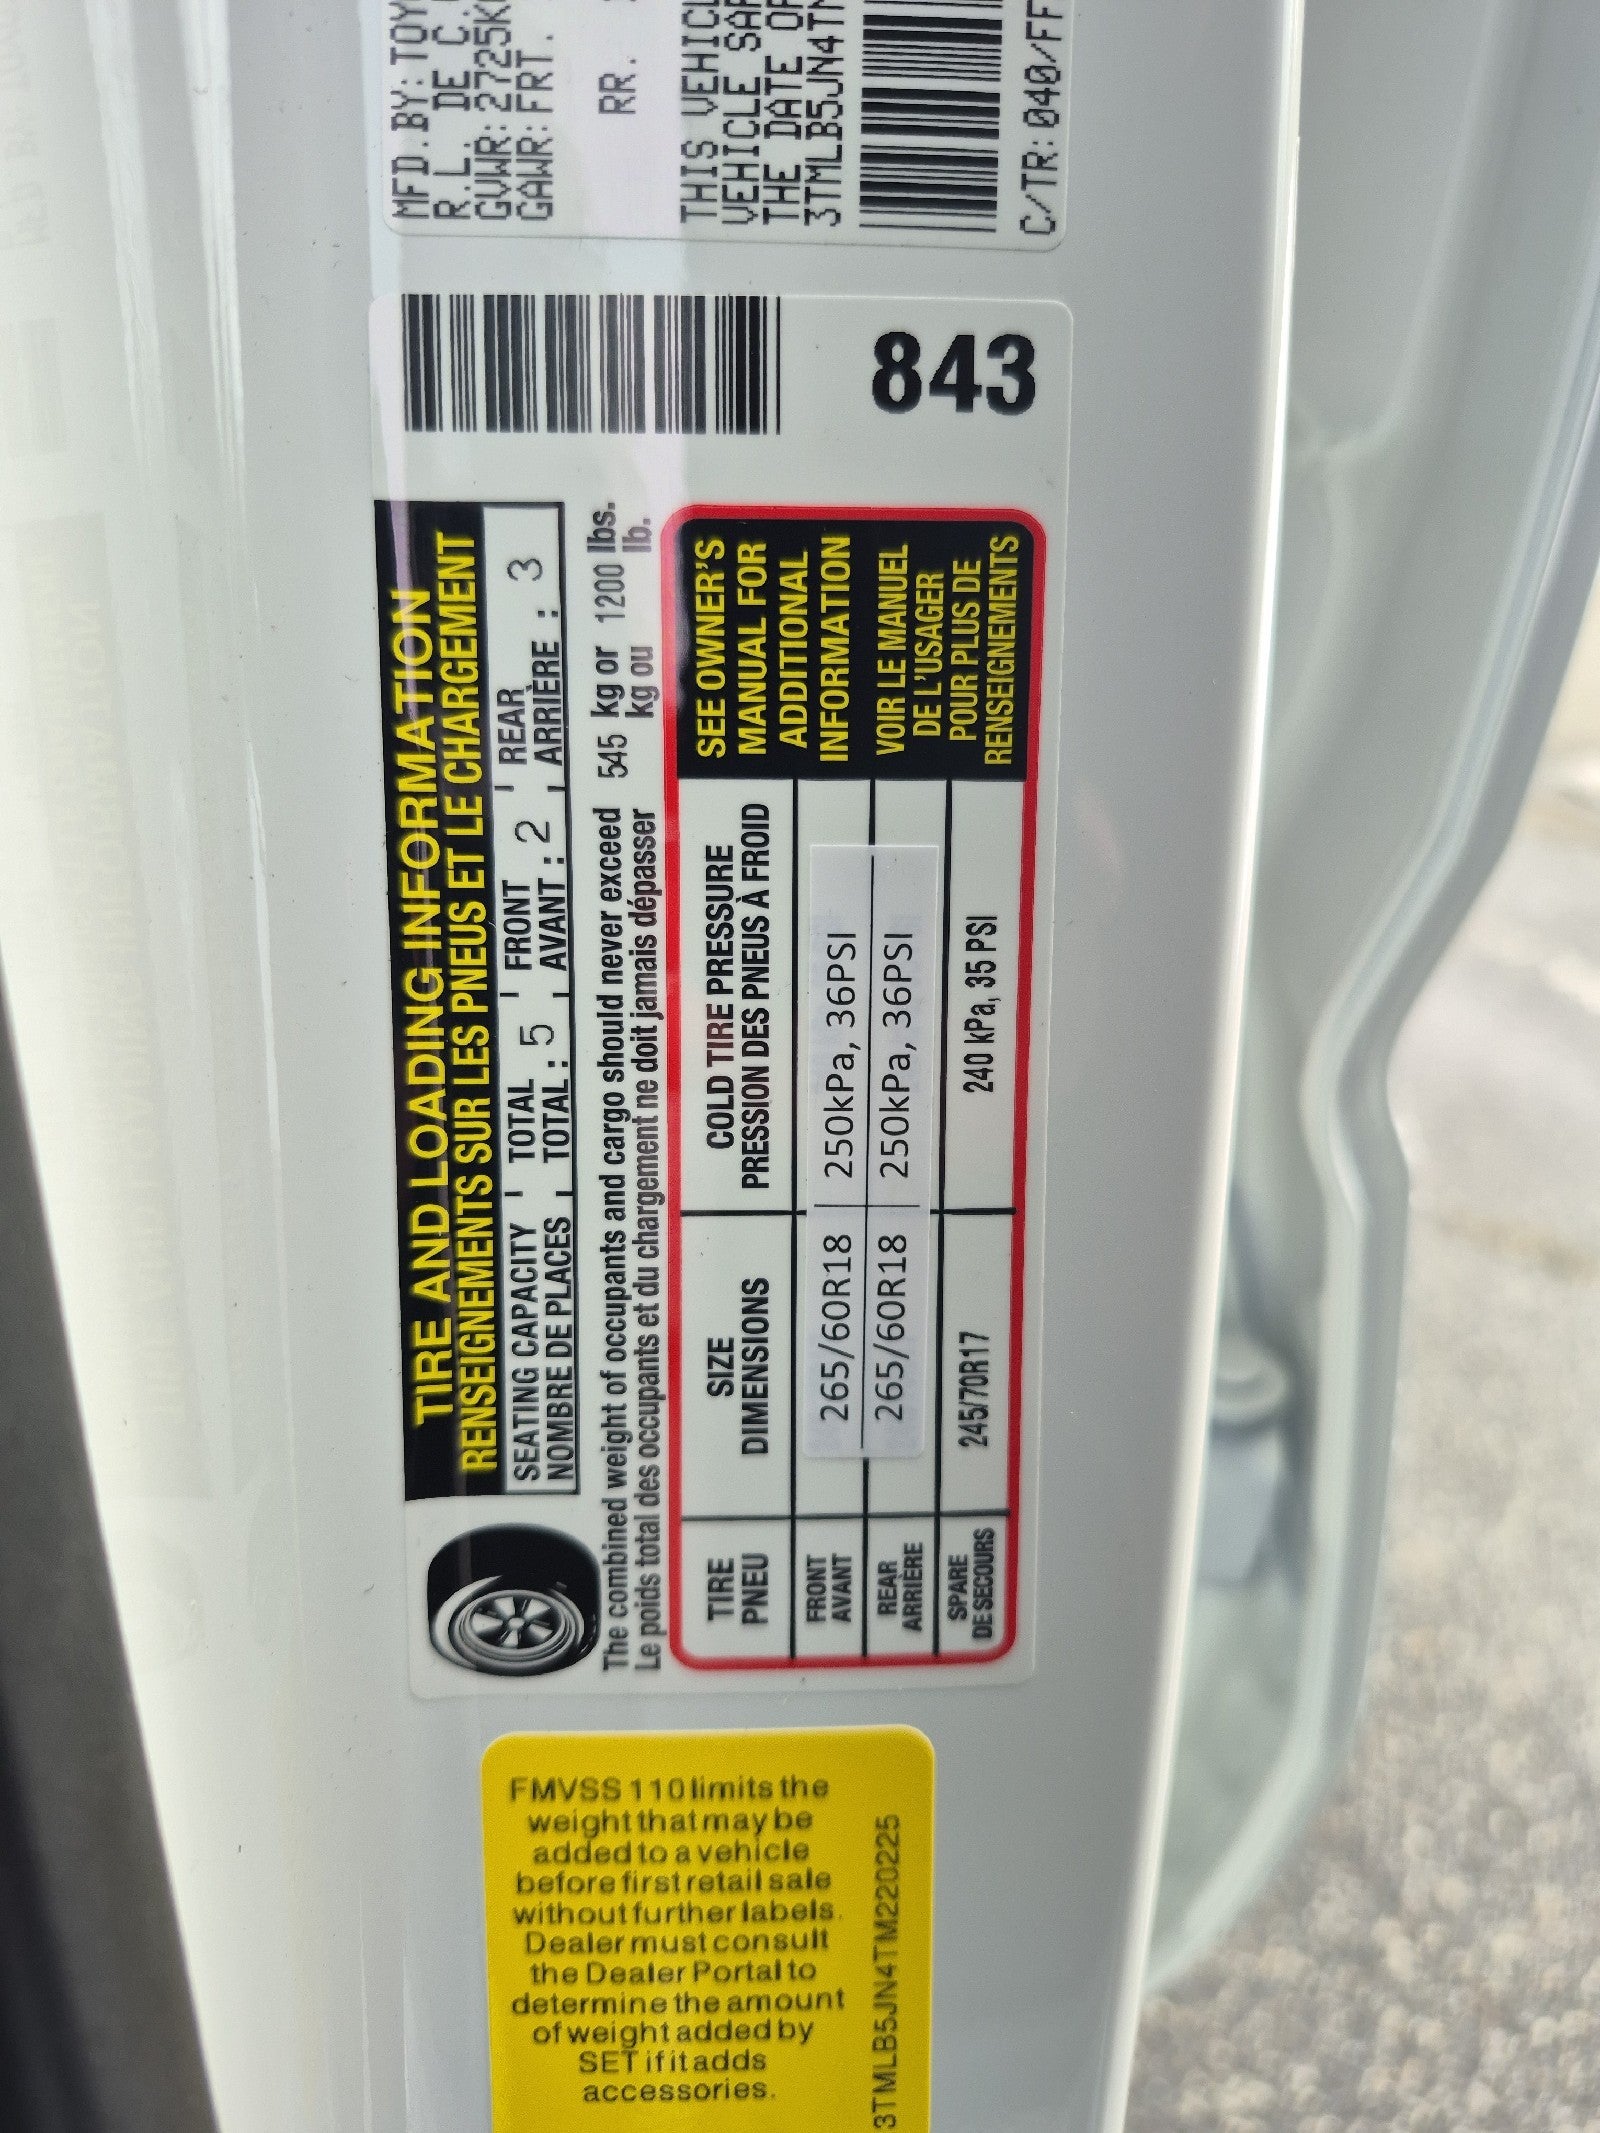 FMVSS 110 limits the
weight that may be
added to a vehicle
before first retail sale
without further labels.
Dealer must consult
the Dealer Portal to
determine the amount
of weight added by
SET if it adds
accessories.
3TMLB5JN4TM220225
TIRE AND LOADING INFORMATION
RENSEIGNEMENTS SUR LES PNEUS ET LE CHARGEMENT
SEATING CAPACITY TOTAL 5 FRONT REAR
NOMBRE DE PLACES TOTAL : AVANT : 2 ARRIÈRE : 3
The combined weight of occupants and cargo should never exceed 545 kg or 1200 lbs.
Le poids total des occupants et du chargement ne doit jamais dépasser kg ou lb.
TIRE SIZE COLD TIRE PRESSURE
PNEU DIMENSIONS PRESSION DES PNEUS À FROID
FRONT
AVANT 265/60R18 250kPa, 36PSI
REAR
ARRIÈRE 265/60R18 250kPa, 36PSI
SPARE
DE SECOURS 245/70R17 240 kPa, 35 PSI
SEE OWNER'S
MANUAL FOR
ADDITIONAL
INFORMATION
VOIR LE MANUEL
DE L'USAGER
POUR PLUS DE
RENSEIGNEMENTS
843
MFD. BY: TOY
R.L. DE C.
GVWR: 2725K
GAWR: FRT.
RR.
THIS VEHICL
VEHICLE SAF
THE DATE OF
3TMLB5JN4TM
C/TR: 040/FF